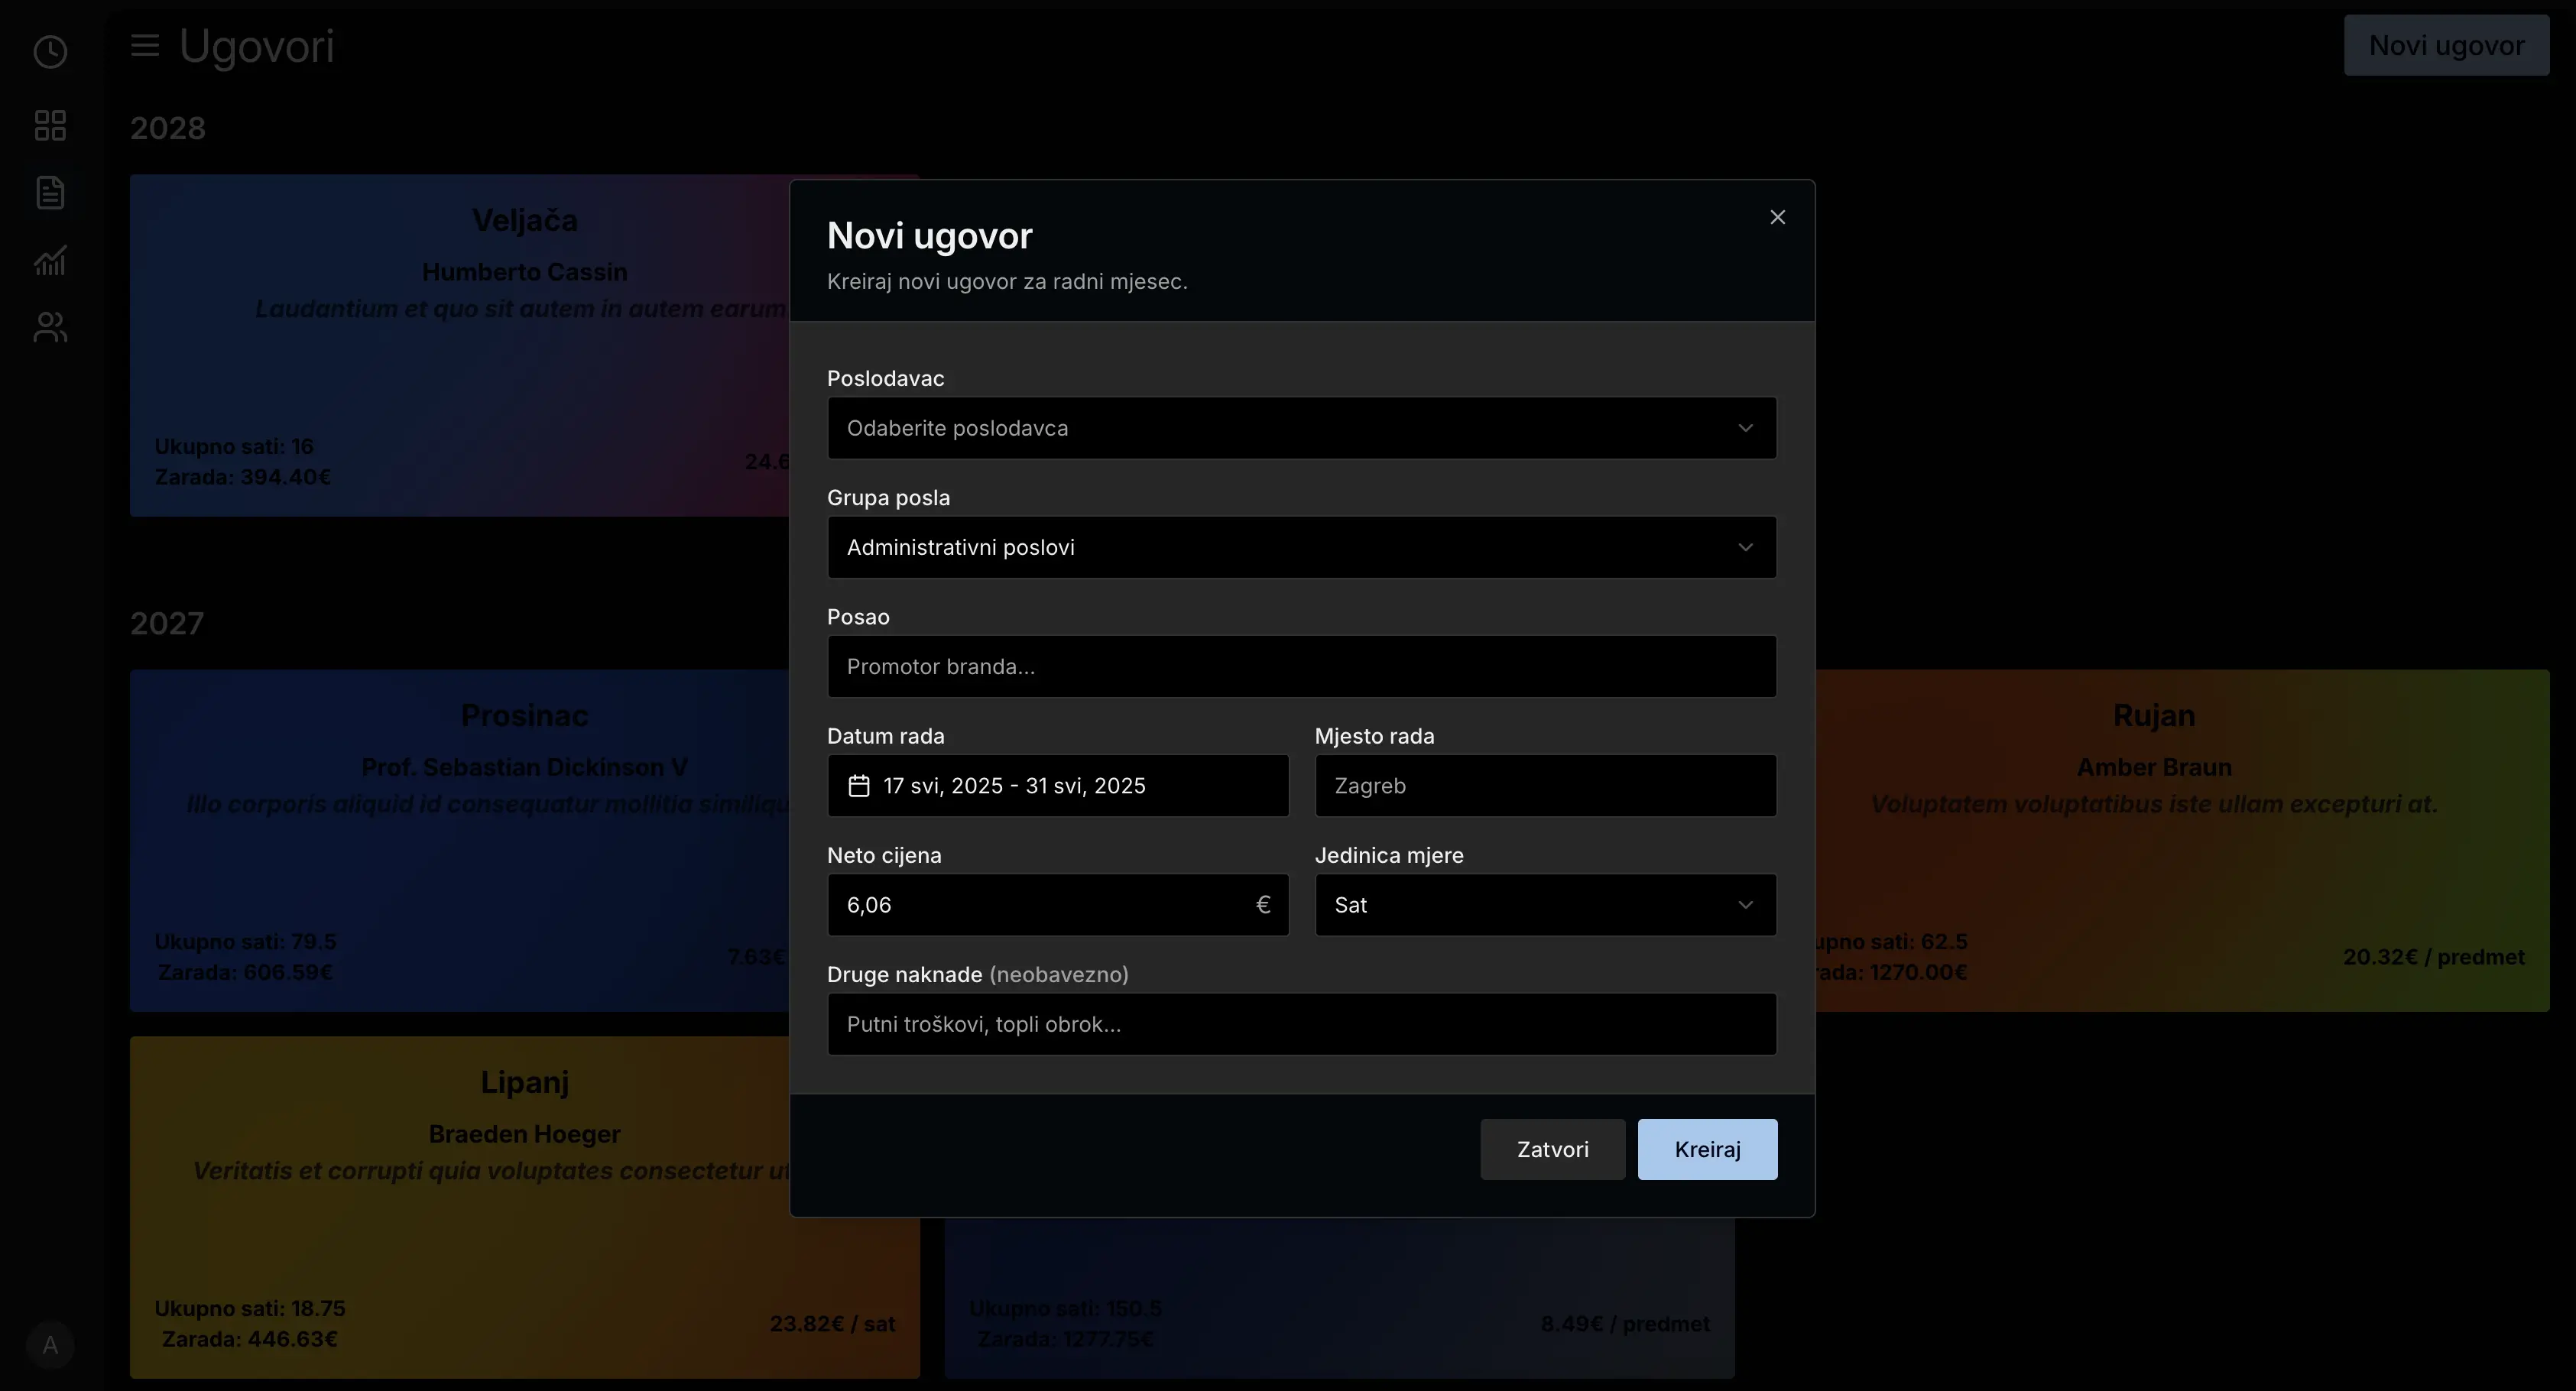 Ugovori
Novi ugovor
2028
Veljača
Humberto Cassin
Laudantium et quo sit autem in autem earum
Ukupno sati: 16
Zarada: 394.40€
2027
Prosinac
Prof. Sebastian Dickinson V
Illo corporis aliquid id consequatur mollitia
Ukupno sati: 79.5
Zarada: 606.59€
7.63€
Rujan
Amber Braun
Voluptatem voluptatibus iste ullam excepturi at.
sati: 62.5
1270.00€
20.32€ / predmet
Lipanj
Braeden Hoeger
Veritatis et corrupti quia voluptates consectetur
Ukupno sati: 18.75
Zarada: 446.63€
23.82€ / sat
Ukupno sati: 150.5
Zarada: 1277.75€
8.49€ / predmet
A
Novi ugovor
Kreiraj novi ugovor za radni mjesec.
Poslodavac
Odaberite poslodavca
Grupa posla
Administrativni poslovi
Posao
Promotor branda...
Datum rada
17 svi, 2025 - 31 svi, 2025
Mjesto rada
Zagreb
Neto cijena
6,06 €
Jedinica mjere
Sat
Druge naknade (neobavezno)
Putni troškovi, topli obrok...
Zatvori
Kreiraj